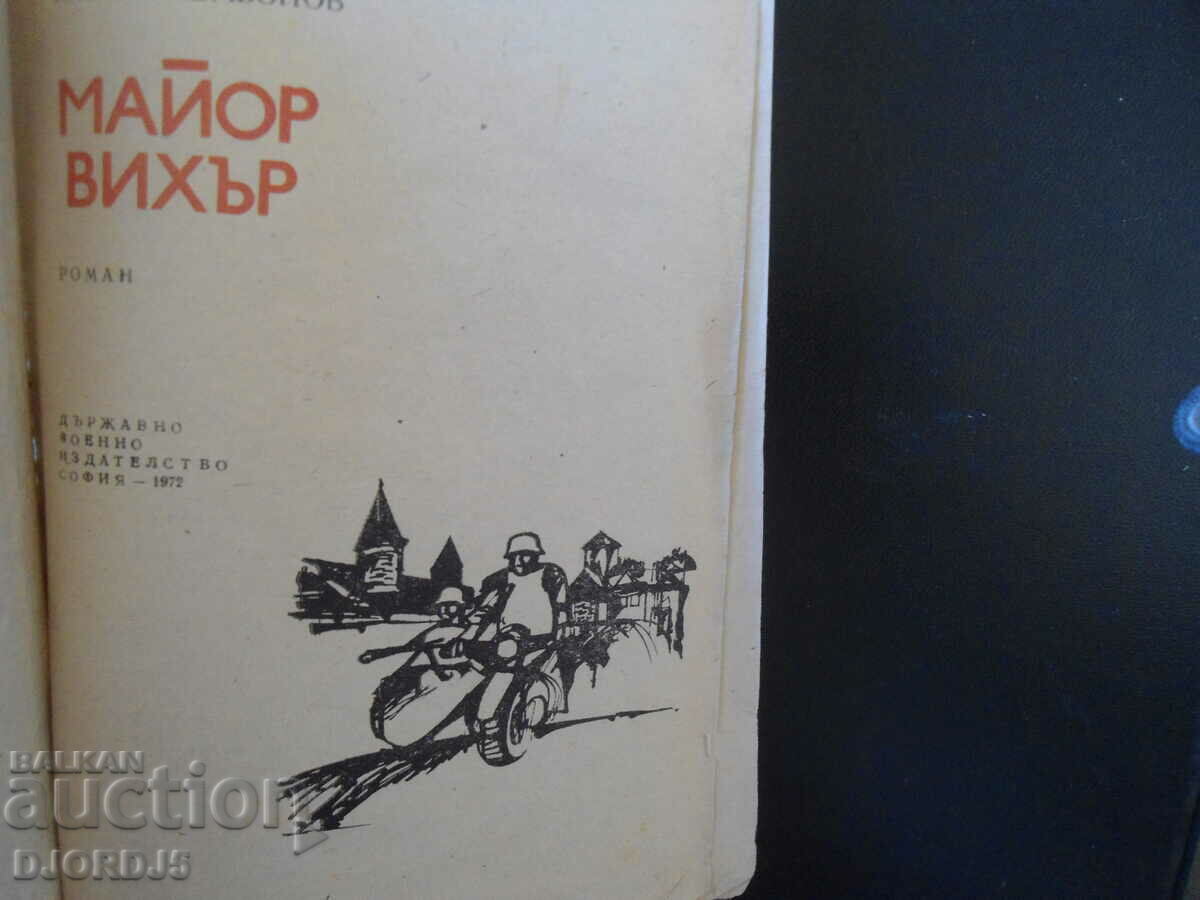 МАЙОР
ВИХЪР
РОМАН
ДЪРЖАВНО
ВОЕННО
ИЗДАТЕЛСТВО
СОФИЯ — 1972
BALKAN
auction
DJORDJ5